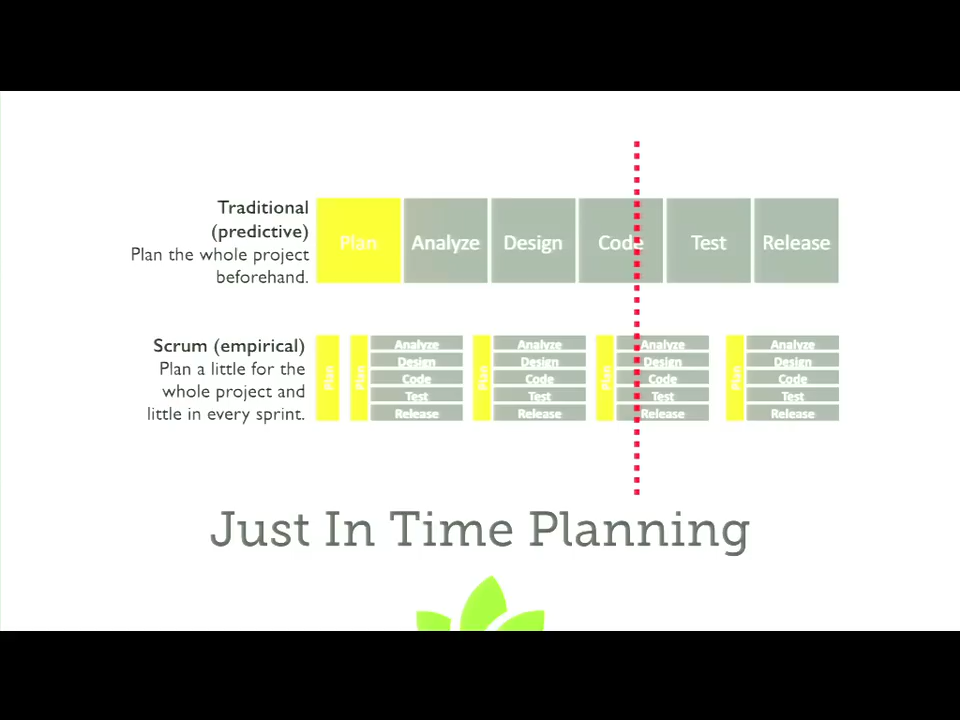 Traditional
(predictive)
Plan the whole project
beforehand.
Plan Analyze Design Code Test Release
Scrum (empirical)
Plan a little for the
whole project and
little in every sprint.
Plan
Plan
Analyze
Design
Code
Test
Release
Plan
Analyze
Design
Code
Test
Release
Plan
Analyze
Design
Code
Test
Release
Plan
Analyze
Design
Code
Test
Release
Just In Time Planning